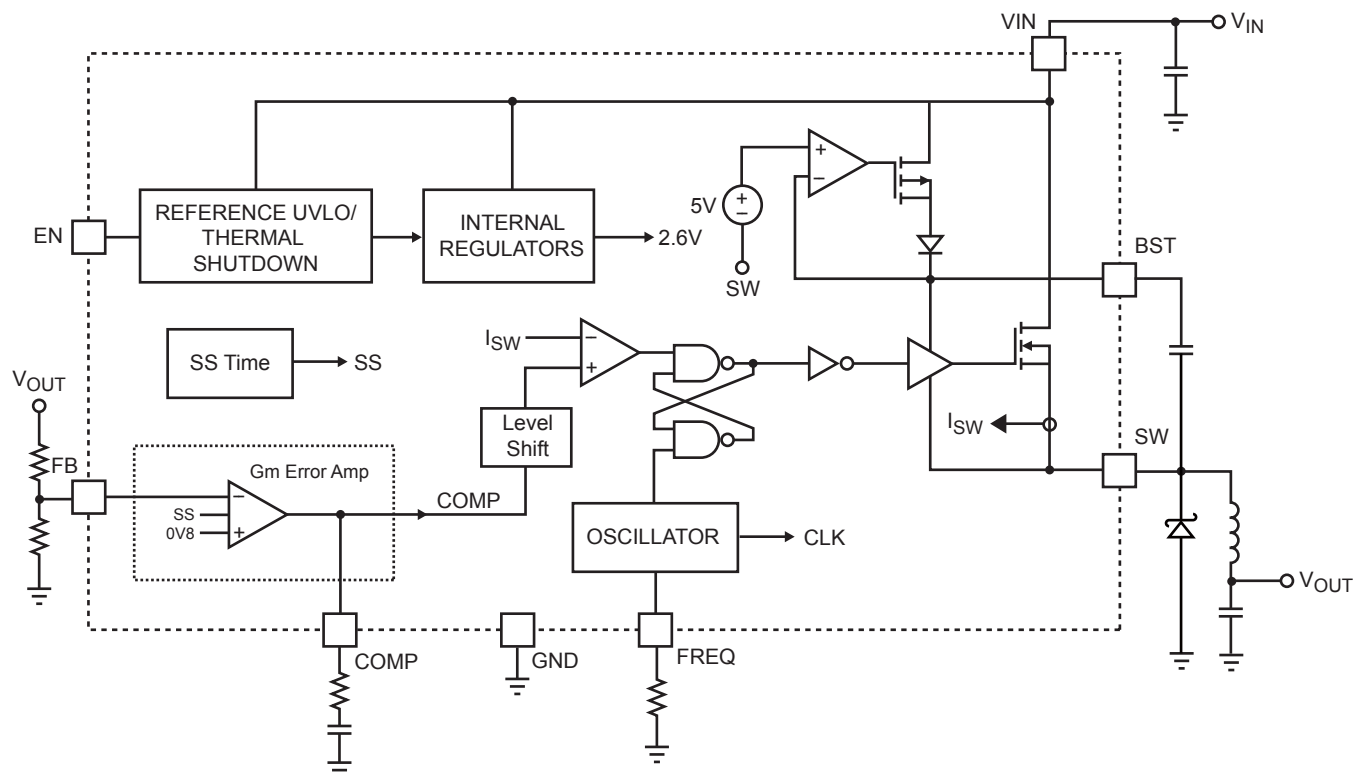 VIN
V_IN
EN
REFERENCE UVLO/
THERMAL
SHUTDOWN
INTERNAL
REGULATORS
2.6V
5V
+
−
SW
+
−
BST
SS Time
SS
I_SW
−
+
Level
Shift
I_SW
SW
V_OUT
FB
Gm Error Amp
−
SS
0V8
+
COMP
OSCILLATOR
CLK
V_OUT
COMP
GND
FREQ